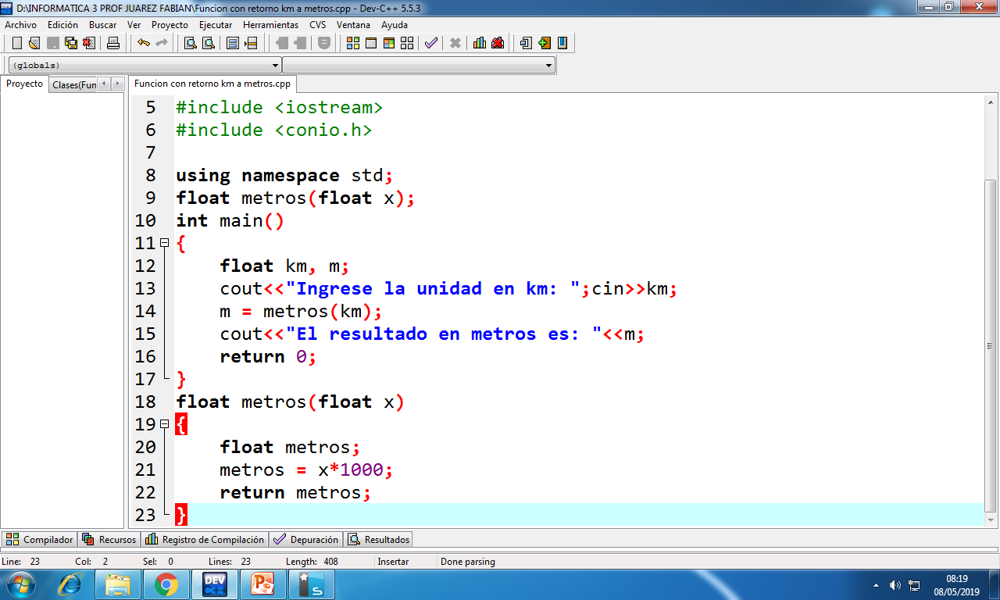 D:\INFORMATICA 3 PROF JUAREZ FABIAN\Funcion con retorno km a metros.cpp - Dev-C++ 5.5.3
Archivo Edición Buscar Ver Proyecto Ejecutar Herramientas CVS Ventana Ayuda
(globals)
Proyecto Clases(Fun
Funcion con retorno km a metros.cpp
5 #include <iostream>
6 #include <conio.h>
7
8 using namespace std;
9 float metros(float x);
10 int main()
11 {
12 float km, m;
13 cout<<"Ingrese la unidad en km: ";cin>>km;
14 m = metros(km);
15 cout<<"El resultado en metros es: "<<m;
16 return 0;
17 }
18 float metros(float x)
19 {
20 float metros;
21 metros = x*1000;
22 return metros;
23 }
Compilador Recursos Registro de Compilación Depuración Resultados
Line: 23 Col: 2 Sel: 0 Lines: 23 Length: 408 Insertar Done parsing
DEV C++
P
S
08:19
08/05/2019